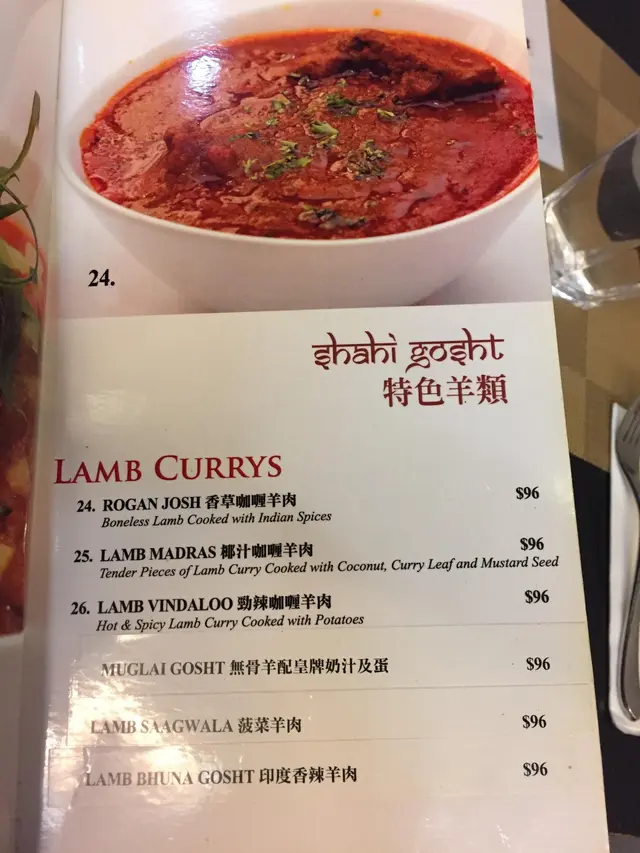 24.
shahi gosht
特色羊類
LAMB CURRYS
24. ROGAN JOSH 香草咖喱羊肉 $96
Boneless Lamb Cooked with Indian Spices
25. LAMB MADRAS 椰汁咖喱羊肉 $96
Tender Pieces of Lamb Curry Cooked with Coconut, Curry Leaf and Mustard Seed
26. LAMB VINDALOO 勁辣咖喱羊肉 $96
Hot & Spicy Lamb Curry Cooked with Potatoes
MUGLAI GOSHT 無骨羊配皇牌奶汁及蛋 $96
LAMB SAAGWALA 菠菜羊肉 $96
LAMB BHUNA GOSHT 印度香辣羊肉 $96